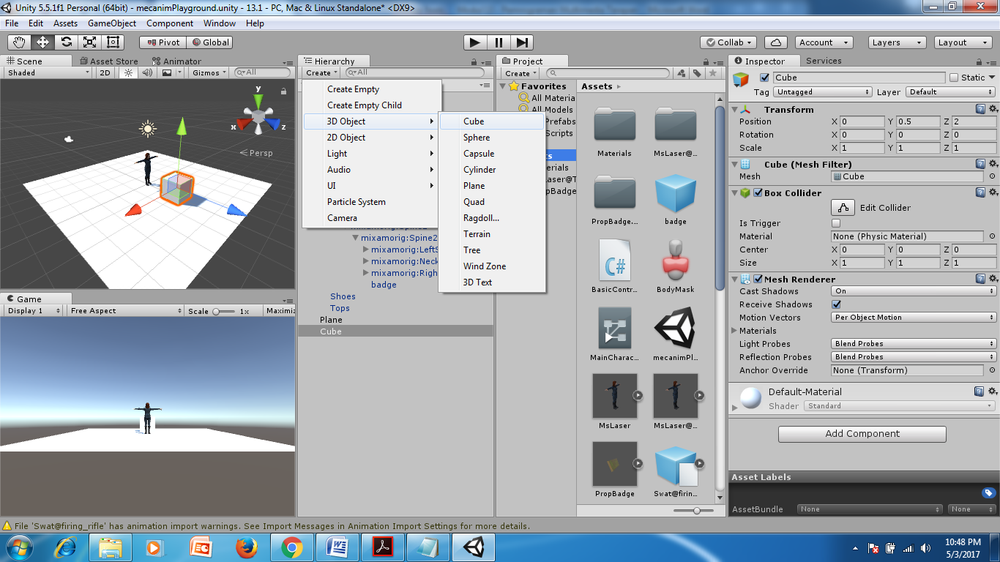 Unity 5.5.1f1 Personal (64bit) - mecanimPlayground.unity - 13.1 - PC, Mac & Linux Standalone* <DX9>
File Edit Assets GameObject Component Window Help
Pivot Global Collab Account Layers Layout
Scene Asset Store Animator
Shaded 2D Gizmos All
y
x
z
Persp
Game
Display 1 Free Aspect Scale 1x Maximiz
Hierarchy
Create All
Create Empty
Create Empty Child
3D Object
2D Object
Light
Audio
UI
Particle System
Camera
Cube
Sphere
Capsule
Cylinder
Plane
Quad
Ragdoll...
Terrain
Tree
Wind Zone
3D Text
mixamorig:Spine2
mixamorig:LeftS
mixamorig:Neck
mixamorig:Righ
badge
Shoes
Tops
Plane
Cube
Project
Create
Favorites
All Materia
All Models
Prefabs
Scripts
ts
erials
aser@T
pBadge
Assets
Materials MsLaser@...
PropBadge... badge
C#
BasicContr... BodyMask
MainCharac... mecanimPl...
MsLaser MsLaser@...
PropBadge Swat@firin...
Inspector Services
Cube Static
Tag Untagged Layer Default
Transform
Position X 0 Y 0.5 Z 2
Rotation X 0 Y 0 Z 0
Scale X 1 Y 1 Z 1
Cube (Mesh Filter)
Mesh Cube
Box Collider
Edit Collider
Is Trigger
Material None (Physic Material)
Center X 0 Y 0 Z 0
Size X 1 Y 1 Z 1
Mesh Renderer
Cast Shadows On
Receive Shadows
Motion Vectors Per Object Motion
Materials
Light Probes Blend Probes
Reflection Probes Blend Probes
Anchor Override None (Transform)
Default-Material
Shader Standard
Add Component
Asset Labels
AssetBundle None None
File 'Swat@firing_rifle' has animation import warnings. See Import Messages in Animation Import Settings for more details.
10:48 PM
5/3/2017